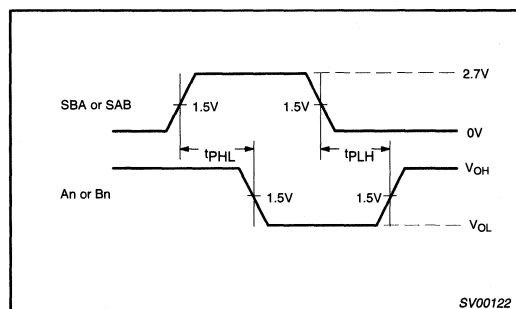 2.7V
SBA or SAB
1.5V
1.5V
0V
tPHL
tPLH
VOH
An or Bn
1.5V
1.5V
VOL
SV00122